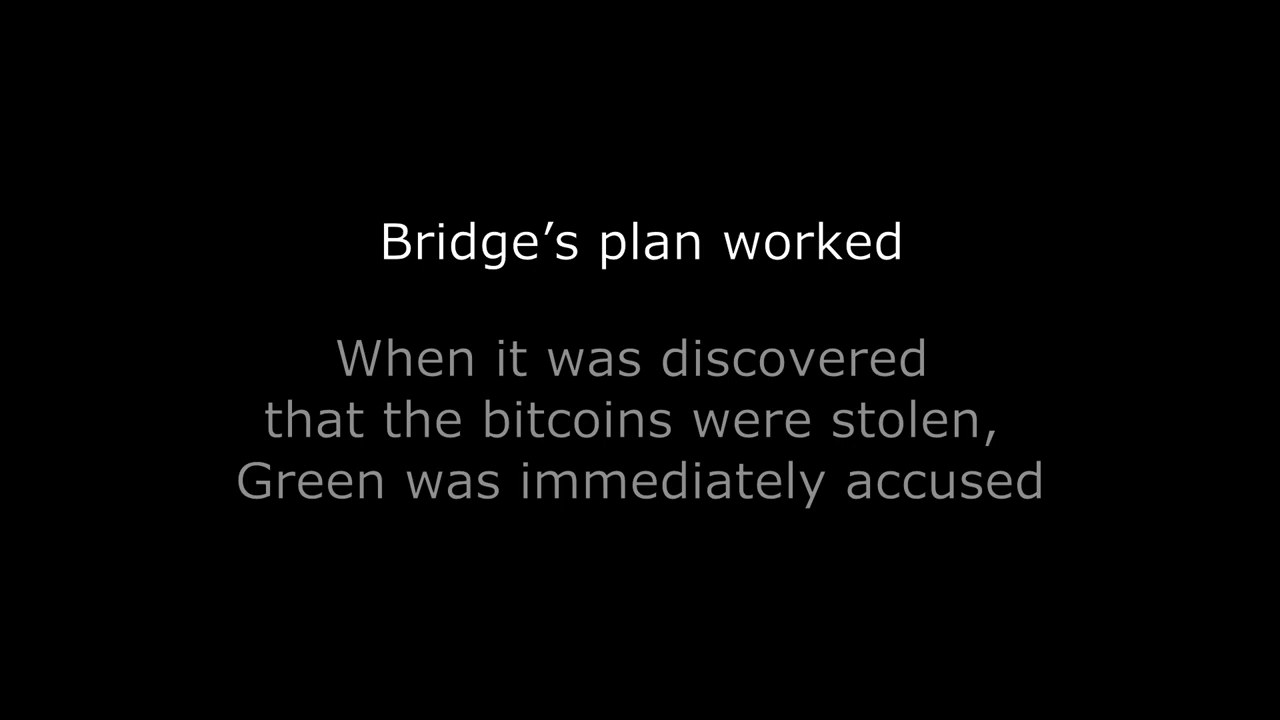 Bridge’s plan worked
When it was discovered
that the bitcoins were stolen,
Green was immediately accused